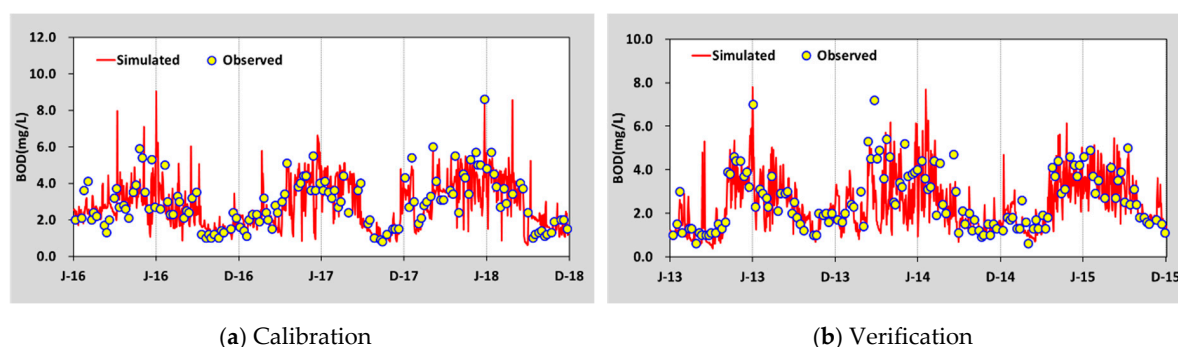 12.0
10.0
8.0
6.0
4.0
2.0
0.0
BOD(mg/L)
Simulated
Observed
J-16
J-16
D-16
J-17
D-17
J-18
D-18
(a) Calibration
10.0
8.0
6.0
4.0
2.0
0.0
BOD(mg/L)
Simulated
Observed
J-13
J-13
D-13
J-14
D-14
J-15
D-15
(b) Verification